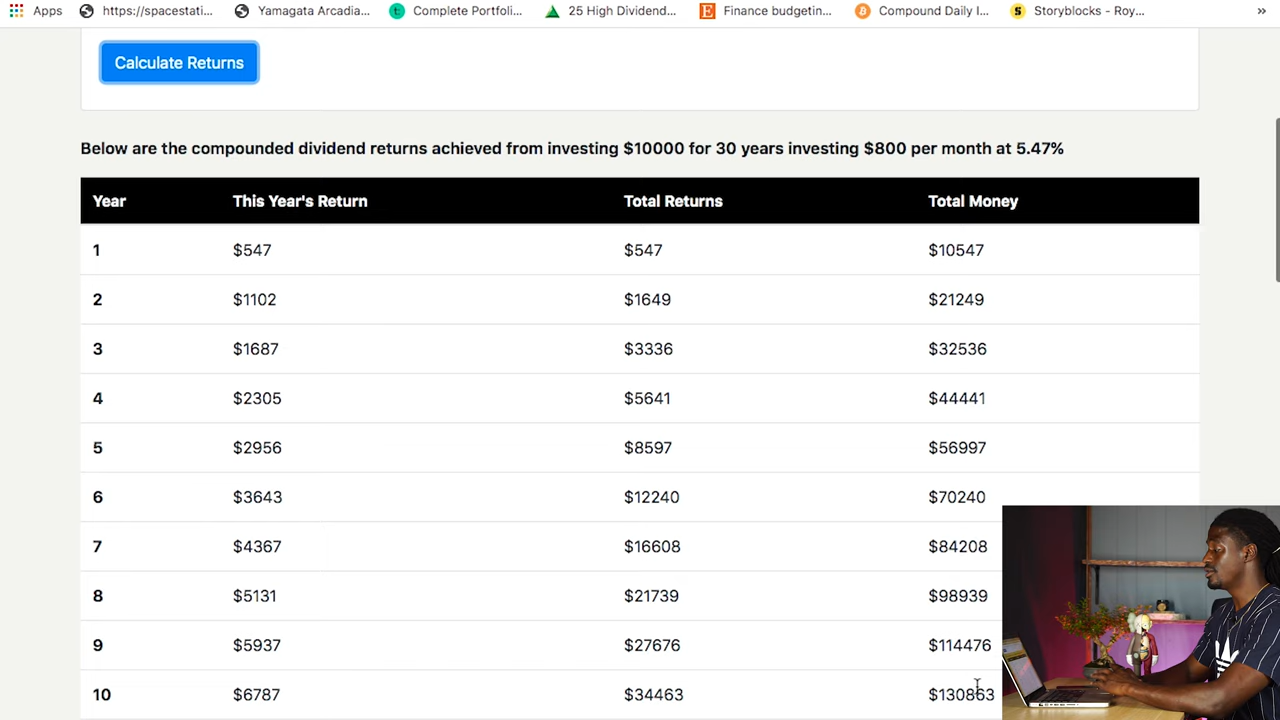 Apps https://spacestati... Yamagata Arcadia... Complete Portfoli... 25 High Dividend... Finance budgetin... Compound Daily I... Storyblocks - Roy... »
Calculate Returns
Below are the compounded dividend returns achieved from investing $10000 for 30 years investing $800 per month at 5.47%
Year This Year's Return Total Returns Total Money
1 $547 $547 $10547
2 $1102 $1649 $21249
3 $1687 $3336 $32536
4 $2305 $5641 $44441
5 $2956 $8597 $56997
6 $3643 $12240 $70240
7 $4367 $16608 $84208
8 $5131 $21739 $98939
9 $5937 $27676 $114476
10 $6787 $34463 $130863